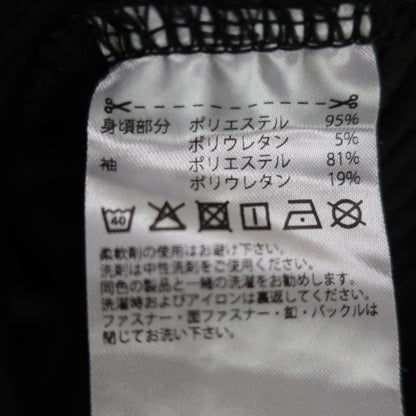 身頃部分 ポリエステル 95%
ポリウレタン 5%
袖 ポリエステル 81%
ポリウレタン 19%
40
柔軟剤の使用はお避け下さい。
洗剤は中性洗剤をご使用ください。
同色の製品と一緒の洗濯をお勧めします。
洗濯時およびアイロンは裏返してください。
ファスナー・面ファスナー・釦・バックルは
閉じてお洗い下さい。